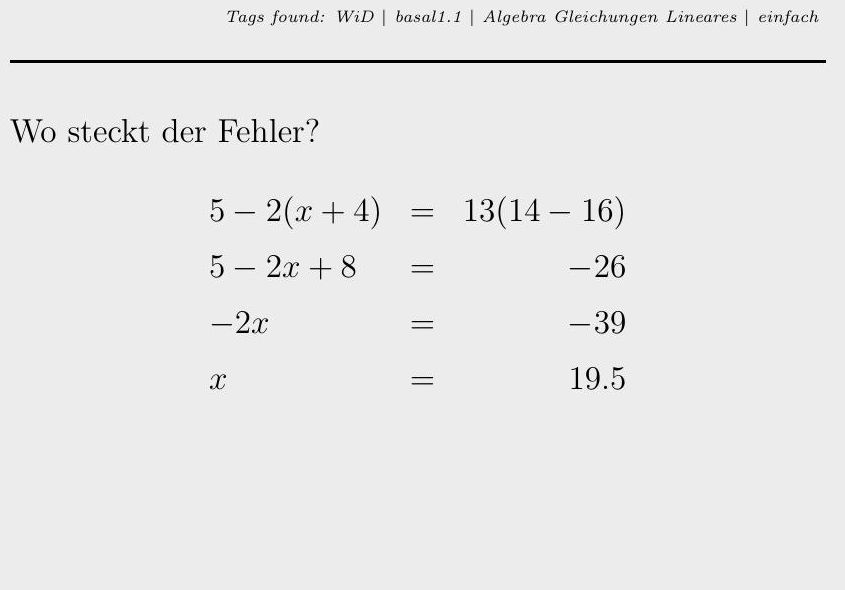 Tags found: WiD | basal1.1 | Algebra Gleichungen Lineares | einfach
Wo steckt der Fehler?
5 − 2(x + 4) = 13(14 − 16)
5 − 2x + 8 = −26
−2x = −39
x = 19.5